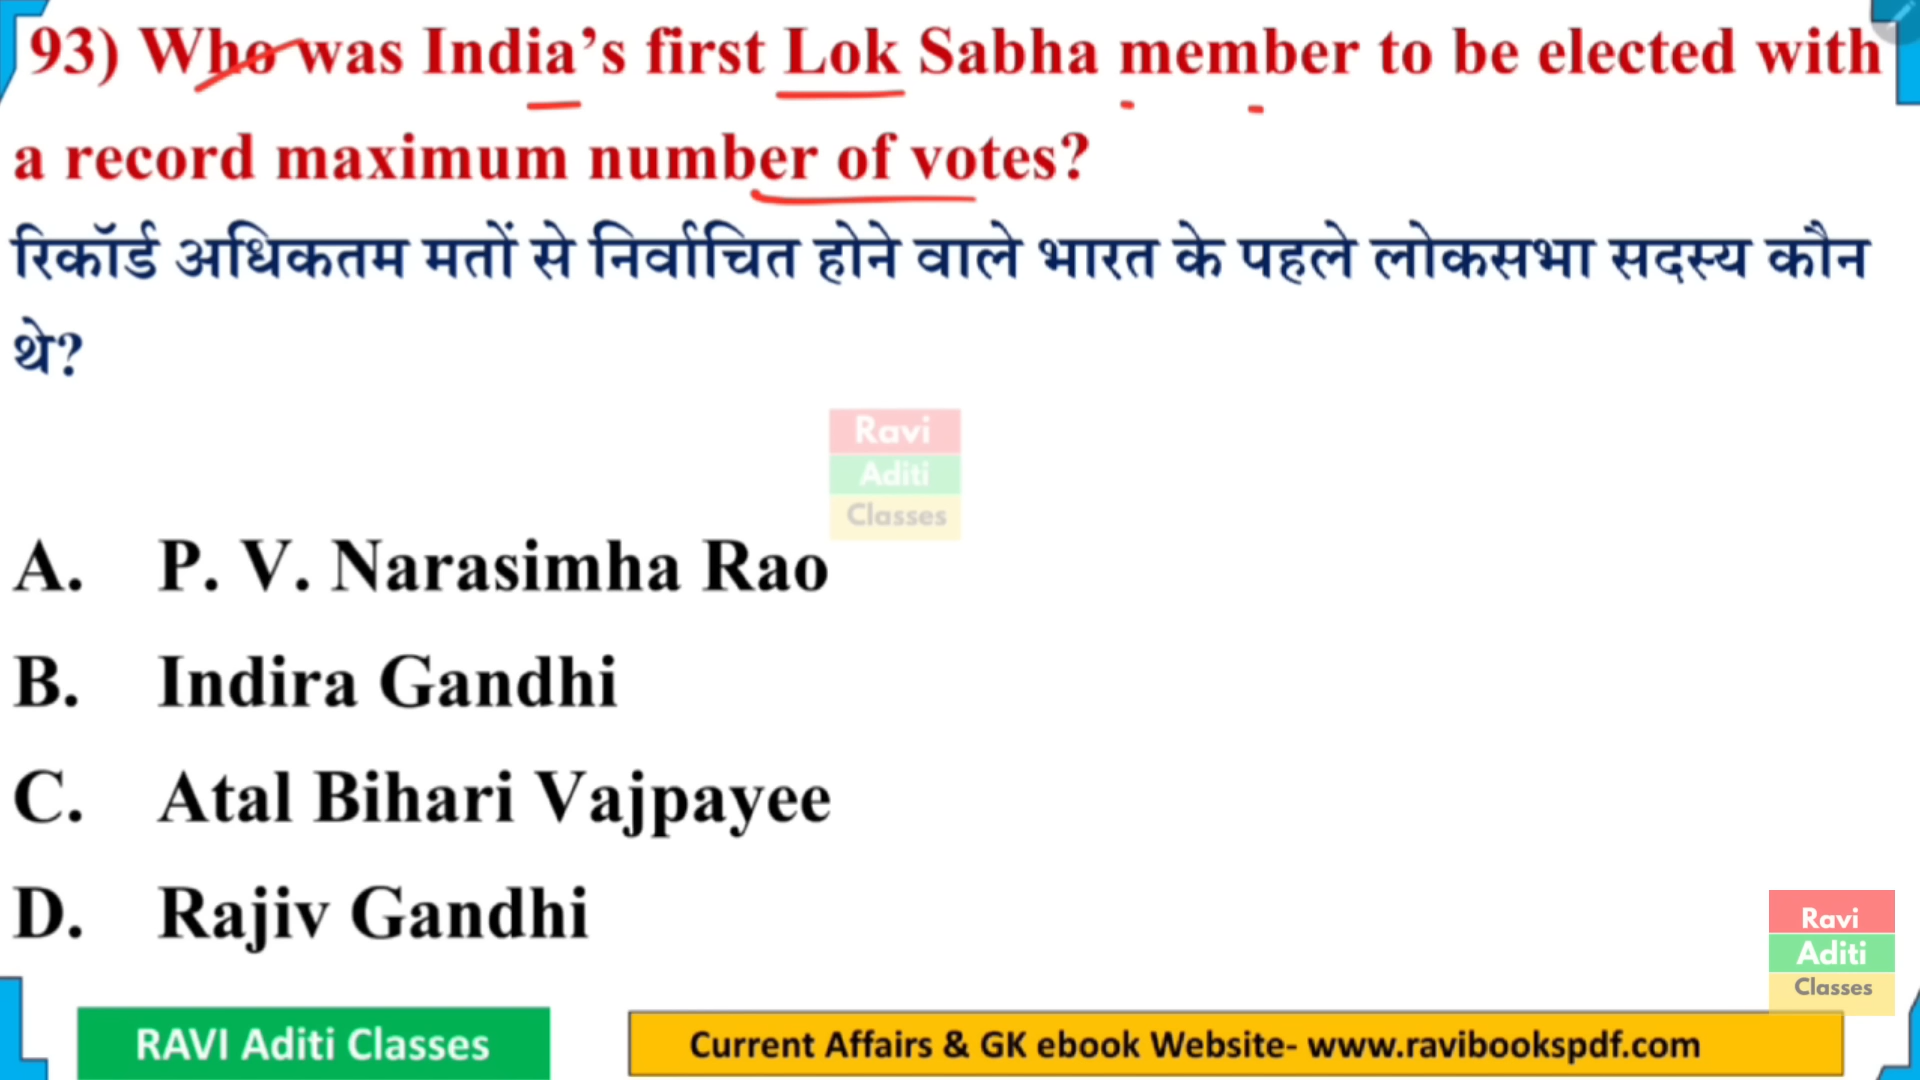 93) Who was India’s first Lok Sabha member to be elected with
a record maximum number of votes?
रिकॉर्ड अधिकतम मतों से निर्वाचित होने वाले भारत के पहले लोकसभा सदस्य कौन
थे?
Ravi
Aditi
Classes
A. P. V. Narasimha Rao
B. Indira Gandhi
C. Atal Bihari Vajpayee
D. Rajiv Gandhi
Ravi
Aditi
Classes
RAVI Aditi Classes
Current Affairs & GK ebook Website- www.ravibookspdf.com